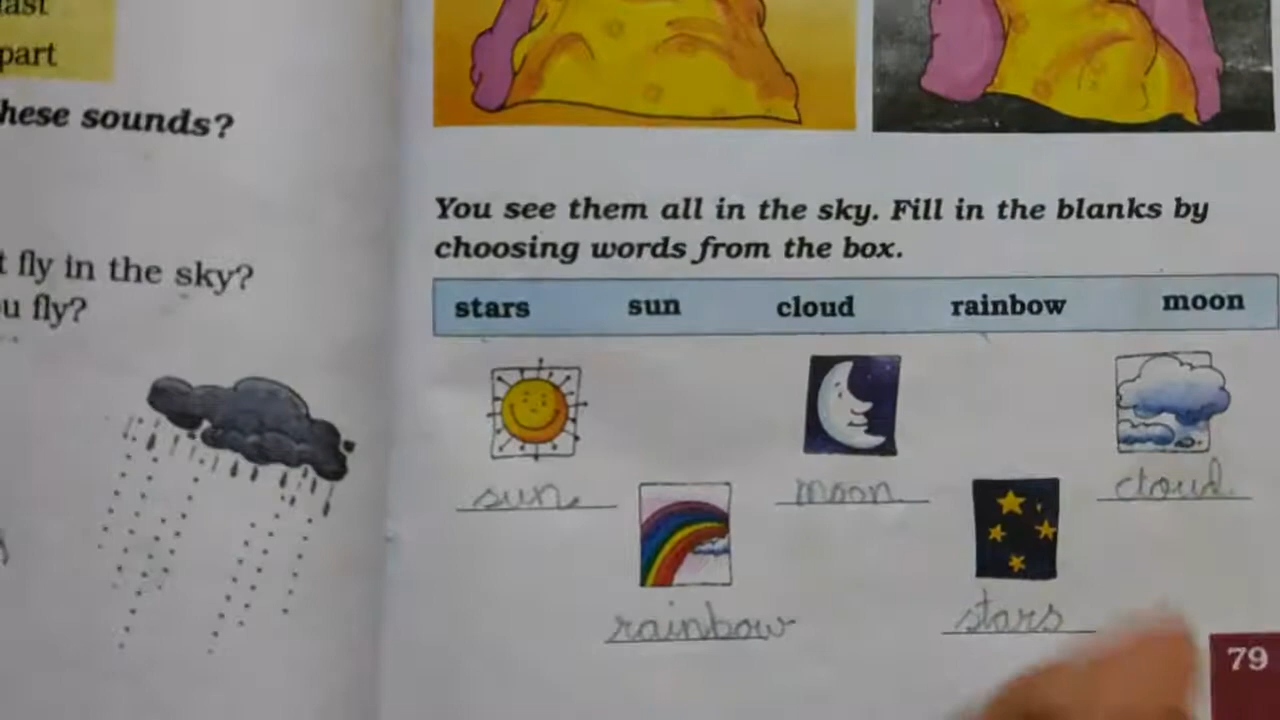 last
part
hese sounds?
t fly in the sky?
u fly?
You see them all in the sky. Fill in the blanks by
choosing words from the box.
stars sun cloud rainbow moon
sun moon cloud
rainbow stars
79